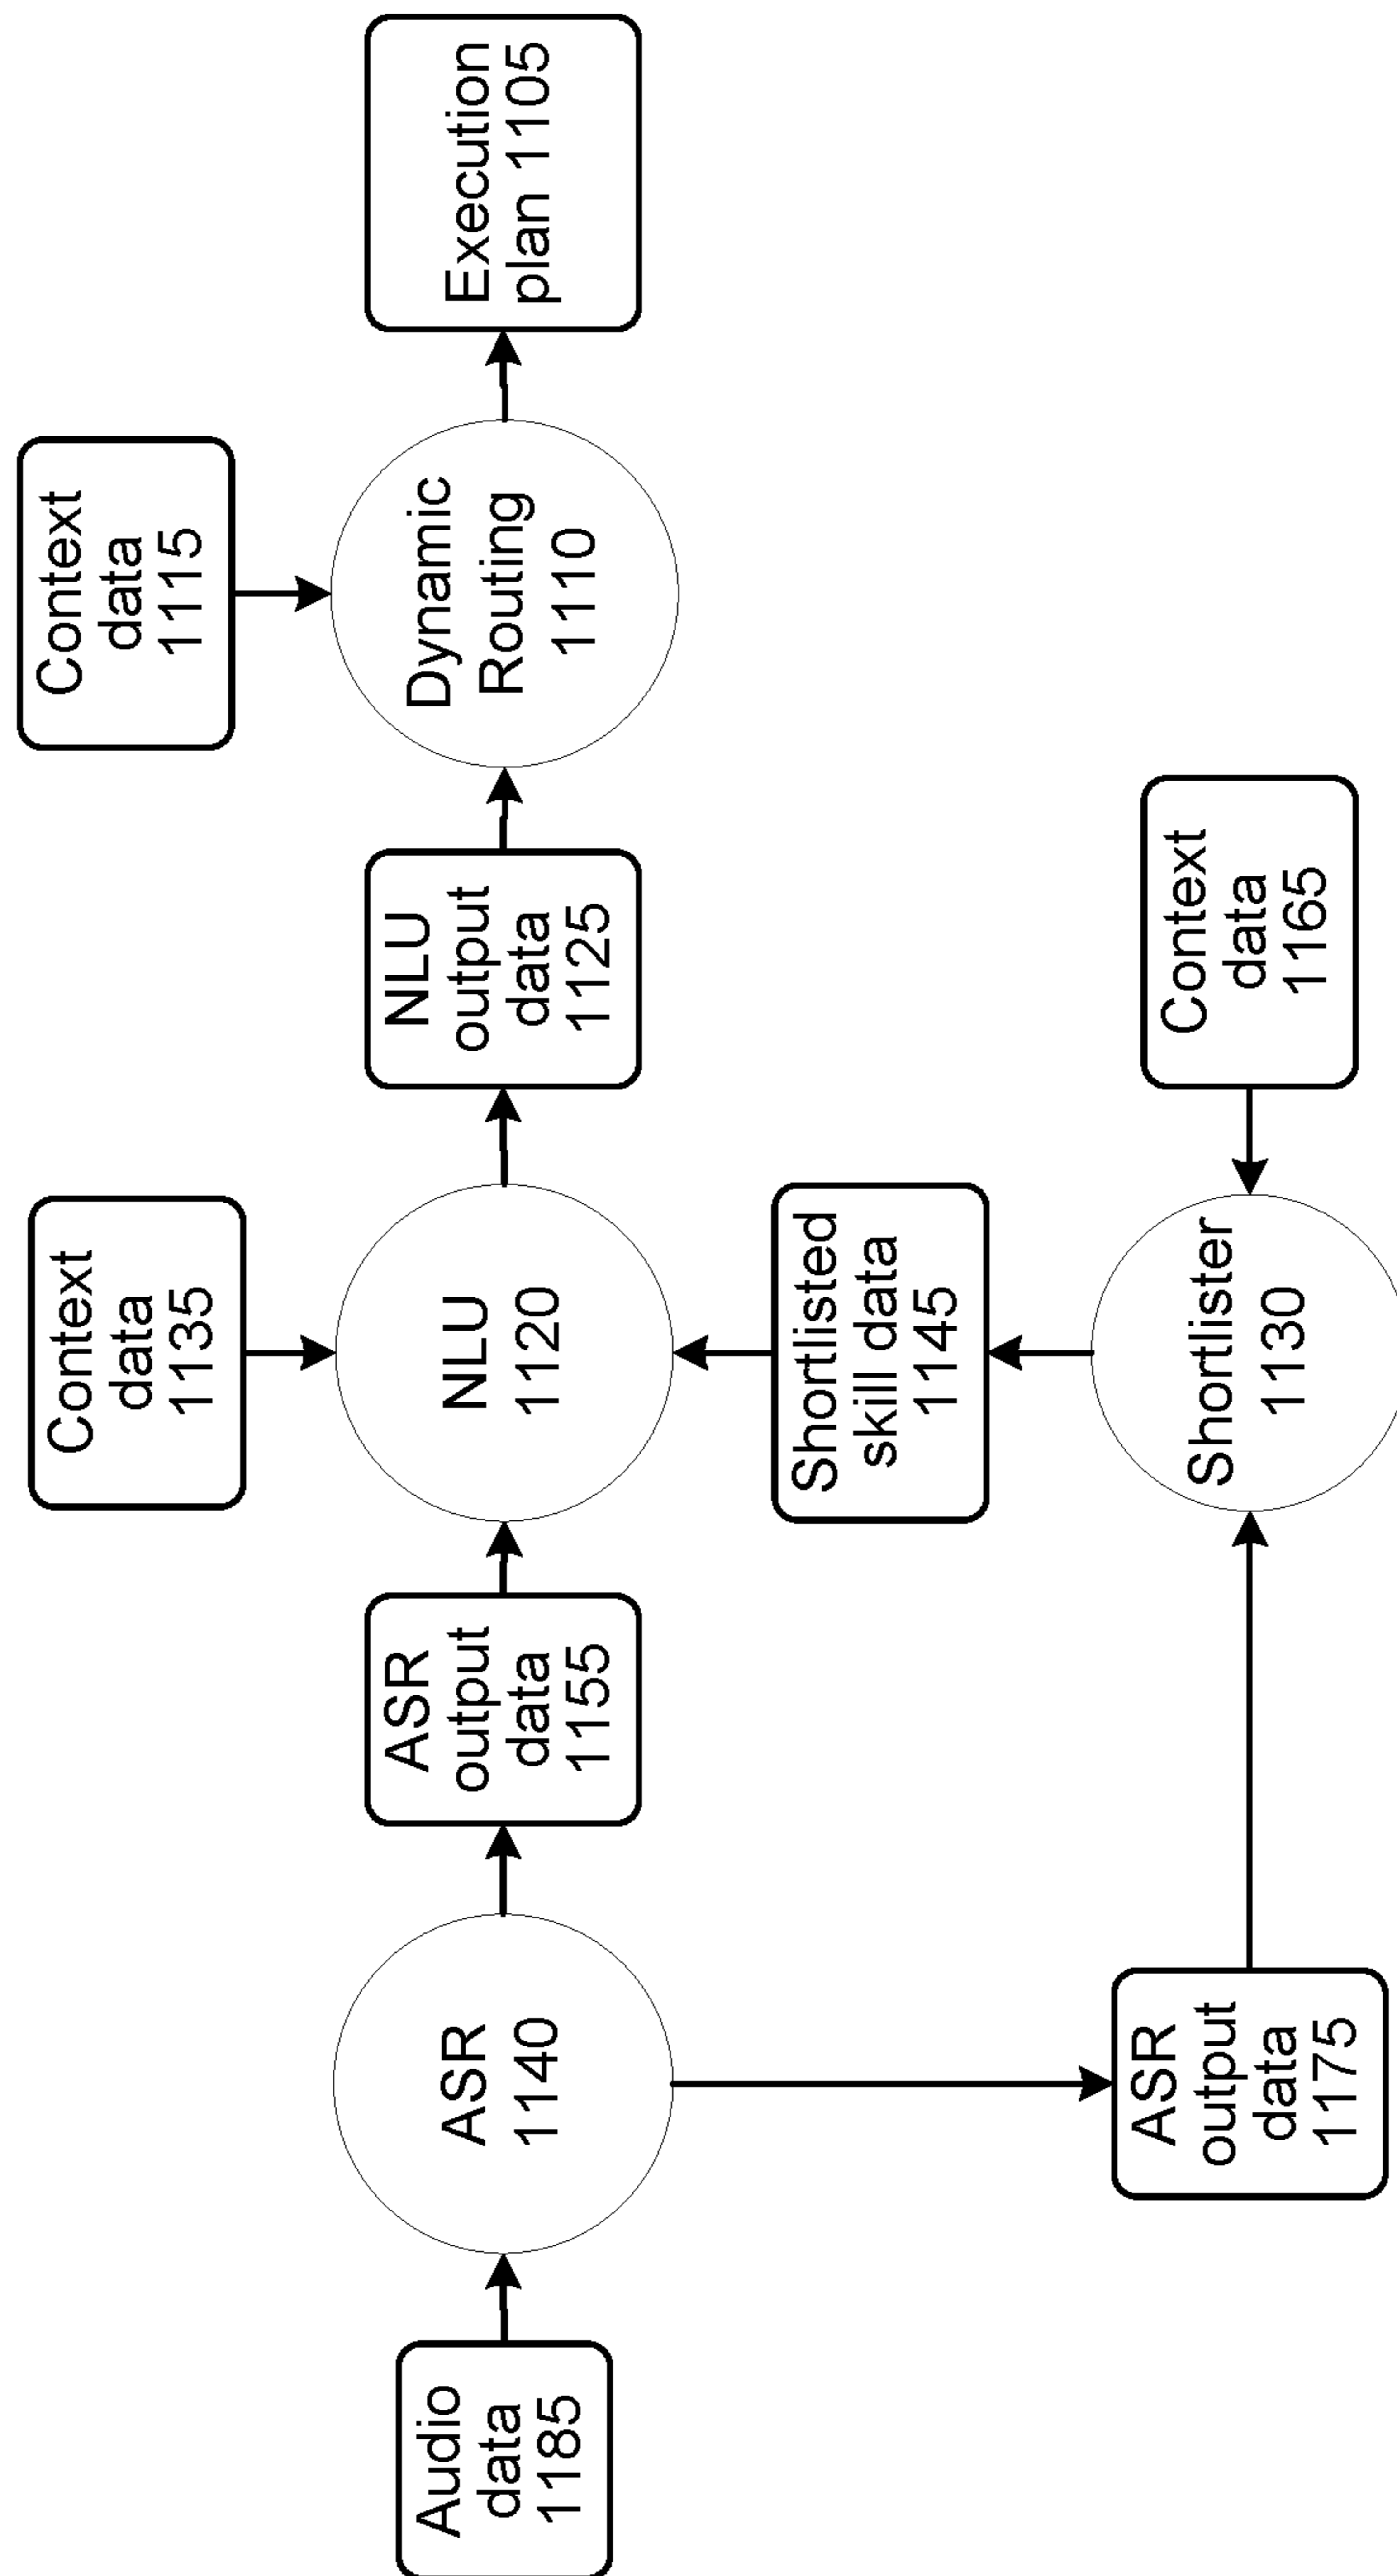 Context
data
1135
Context
data
1115
Audio
data
1185
ASR
1140
ASR
output
data
1155
NLU
1120
NLU
output
data
1125
Dynamic
Routing
1110
Execution
plan 1105
Shortlisted
skill data
1145
ASR
output
data
1175
Shortlister
1130
Context
data
1165